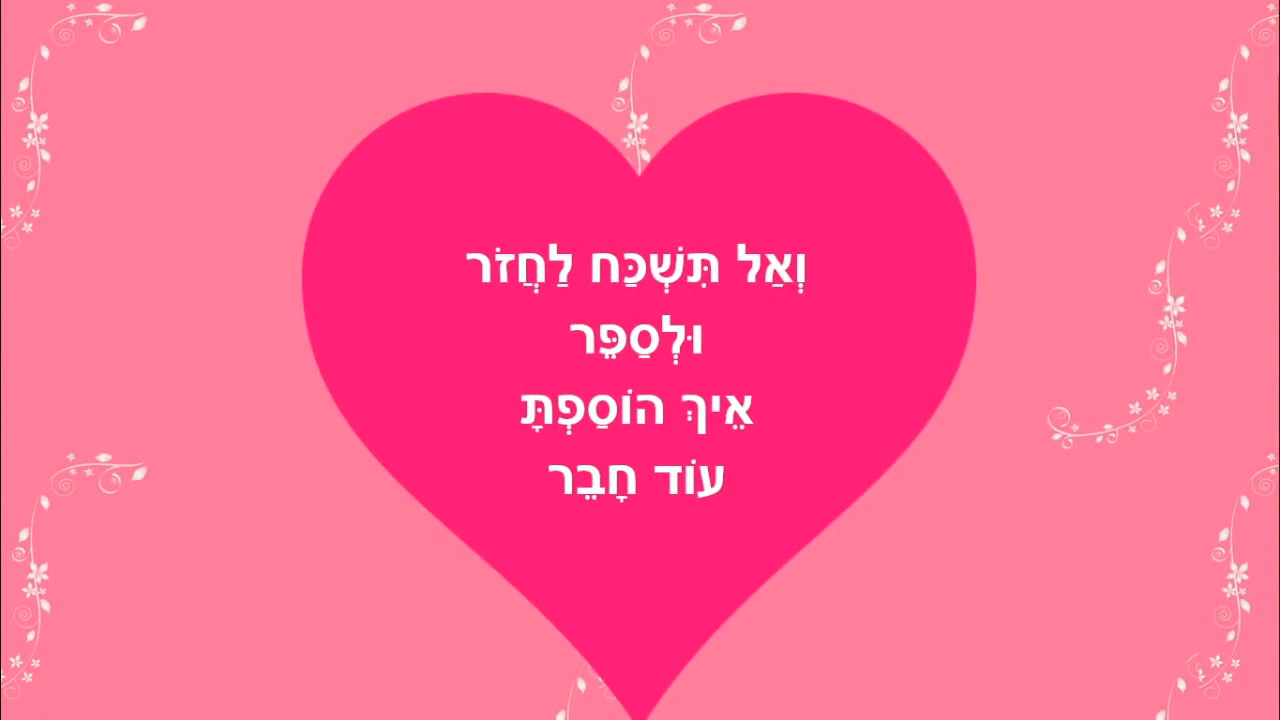 וְאַל תִּשְׁכַּח לַחֲזֹר
וּלְסַפֵּר
אֵיךְ הוֹסַפְתָּ
עוֹד חָבֵר